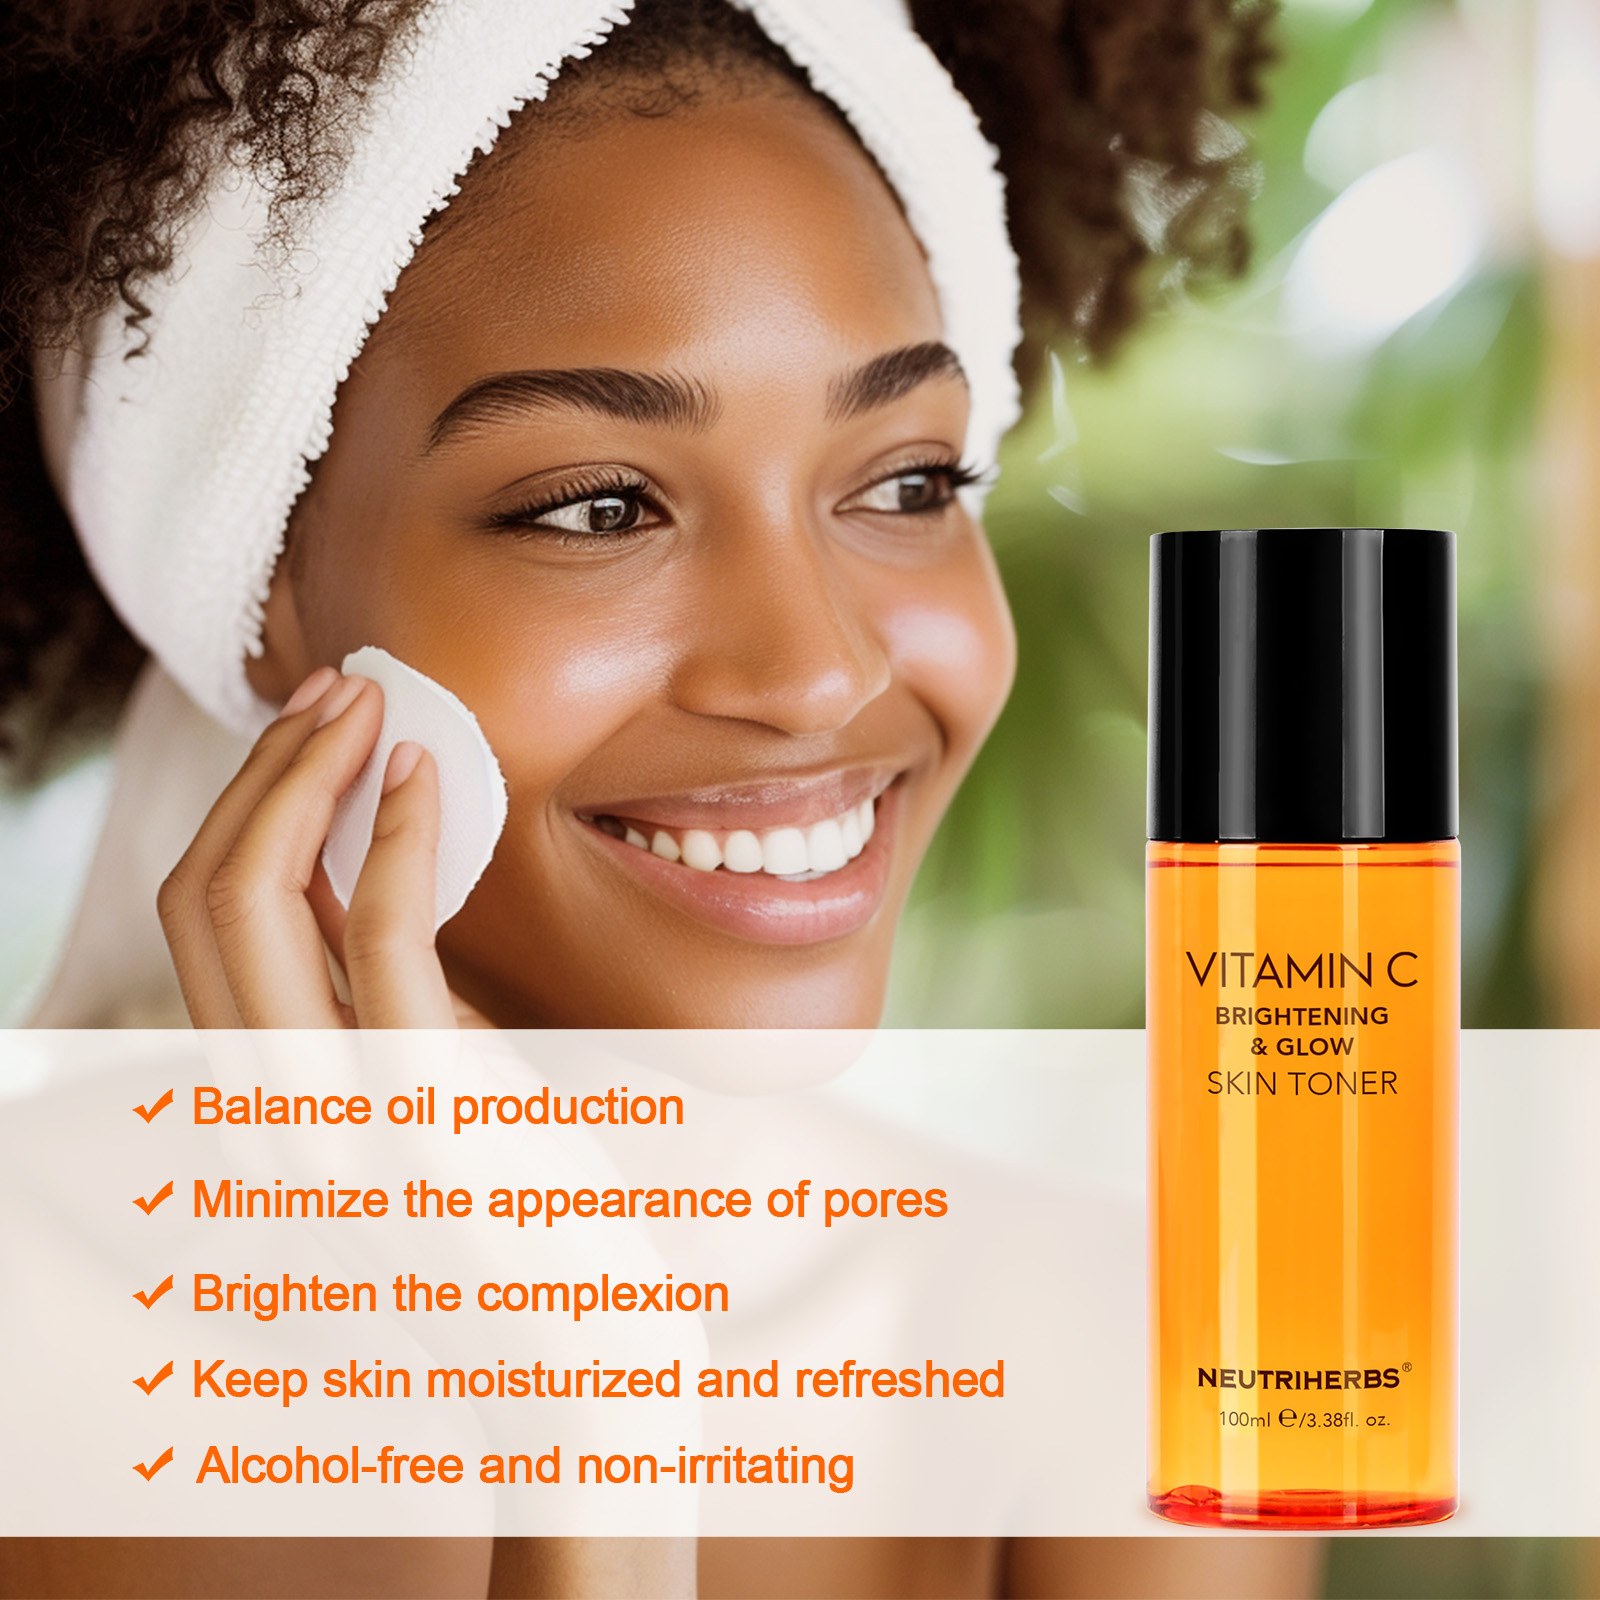 Balance oil production
Minimize the appearance of pores
Brighten the complexion
Keep skin moisturized and refreshed
Alcohol-free and non-irritating
VITAMIN C
BRIGHTENING
& GLOW
SKIN TONER
NEUTRIHERBS®
100ml ℮/3.38fl. oz.